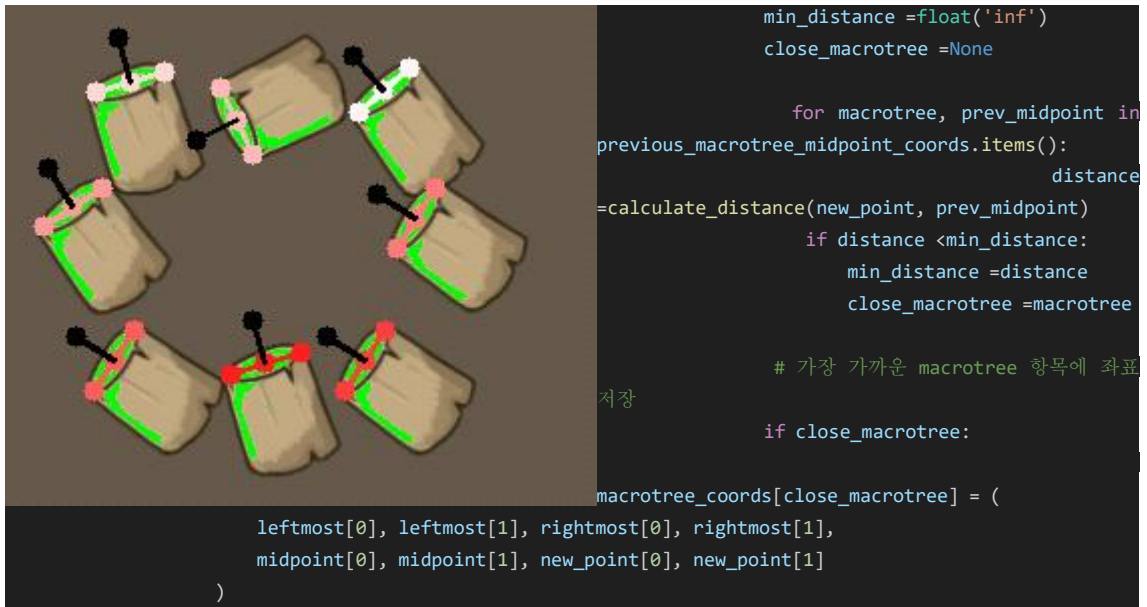 min_distance =float('inf')
close_macrotree =None
for macrotree, prev_midpoint in
previous_macrotree_midpoint_coords.items():
distance
=calculate_distance(new_point, prev_midpoint)
if distance <min_distance:
min_distance =distance
close_macrotree =macrotree
# 가장 가까운 macrotree 항목에 좌표
저장
if close_macrotree:
macrotree_coords[close_macrotree] = (
leftmost[0], leftmost[1], rightmost[0], rightmost[1],
midpoint[0], midpoint[1], new_point[0], new_point[1]
)